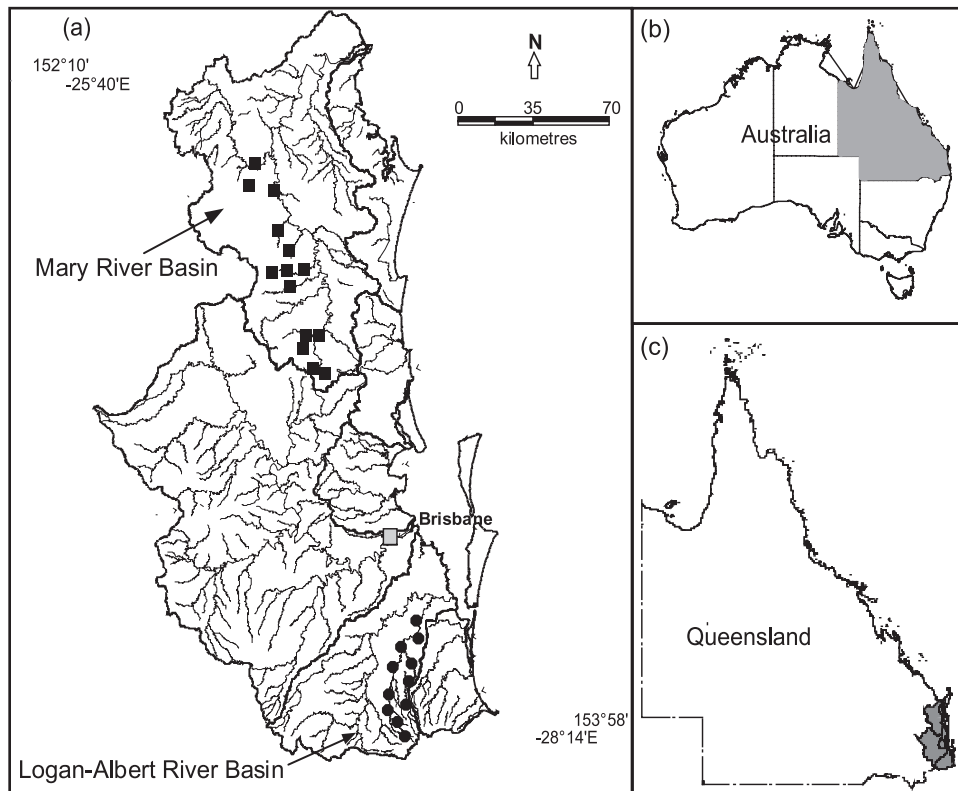 (a)
152°10'
-25°40'E
N
0 35 70
kilometres
Mary River Basin
Brisbane
153°58'
-28°14'E
Logan-Albert River Basin
(b)
Australia
(c)
Queensland